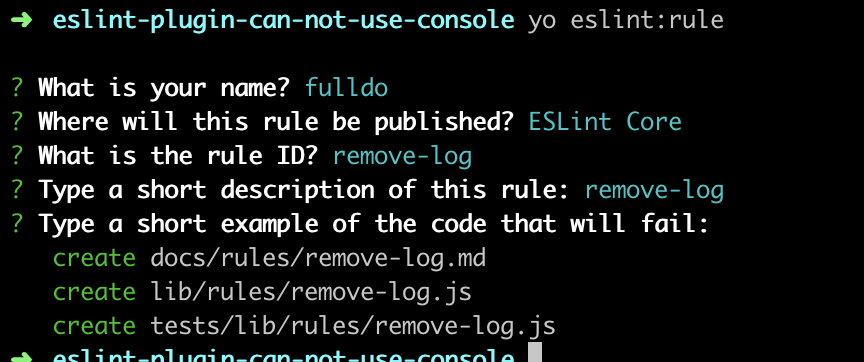 ➜ eslint-plugin-can-not-use-console yo eslint:rule
? What is your name? fulldo
? Where will this rule be published? ESLint Core
? What is the rule ID? remove-log
? Type a short description of this rule: remove-log
? Type a short example of the code that will fail:
create docs/rules/remove-log.md
create lib/rules/remove-log.js
create tests/lib/rules/remove-log.js
➜ eslint-plugin-can-not-use-console